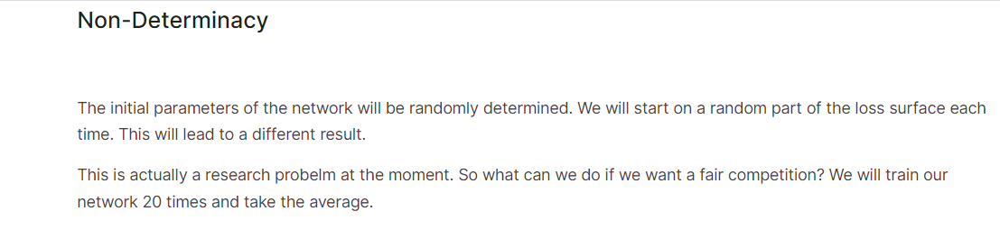 Non-Determinacy
The initial parameters of the network will be randomly determined. We will start on a random part of the loss surface each
time. This will lead to a different result.
This is actually a research probelm at the moment. So what can we do if we want a fair competition? We will train our
network 20 times and take the average.